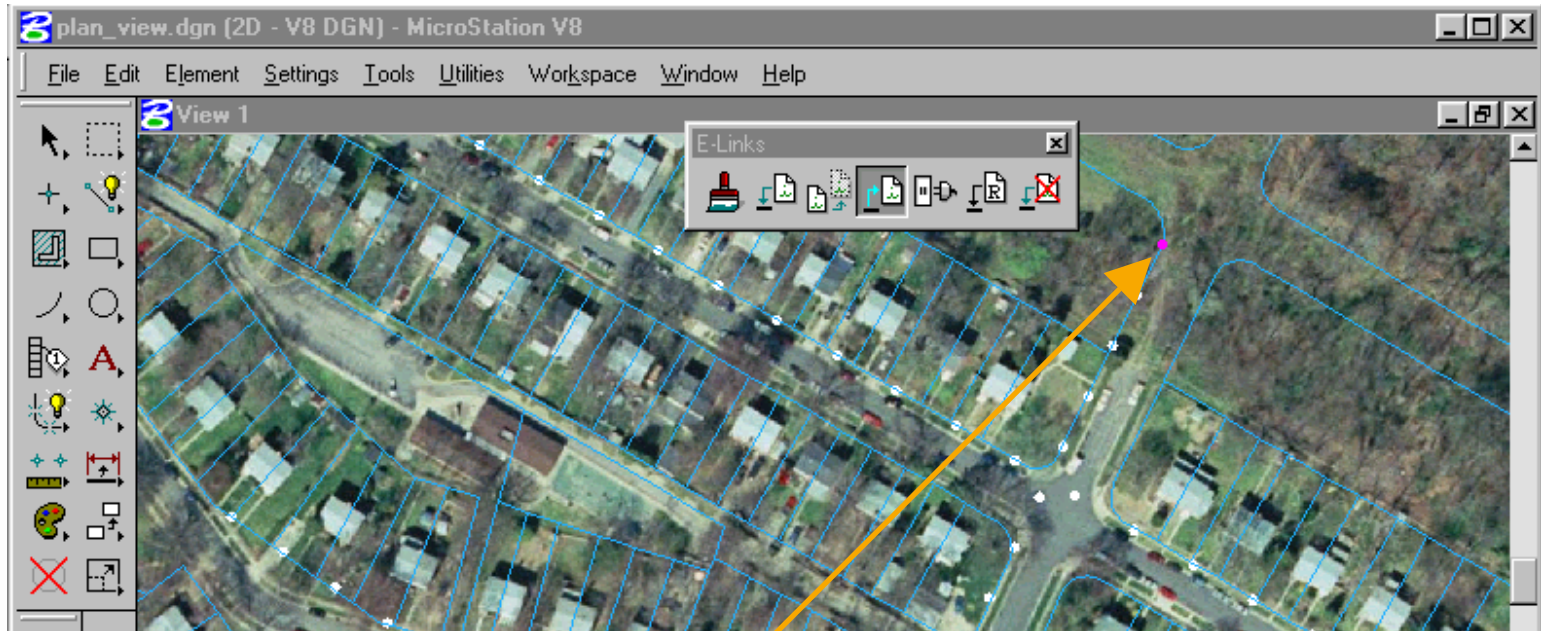 plan_view.dgn (2D - V8 DGN) - MicroStation V8
File Edit Element Settings Tools Utilities Workspace Window Help
View 1
E-Links
R
1
A